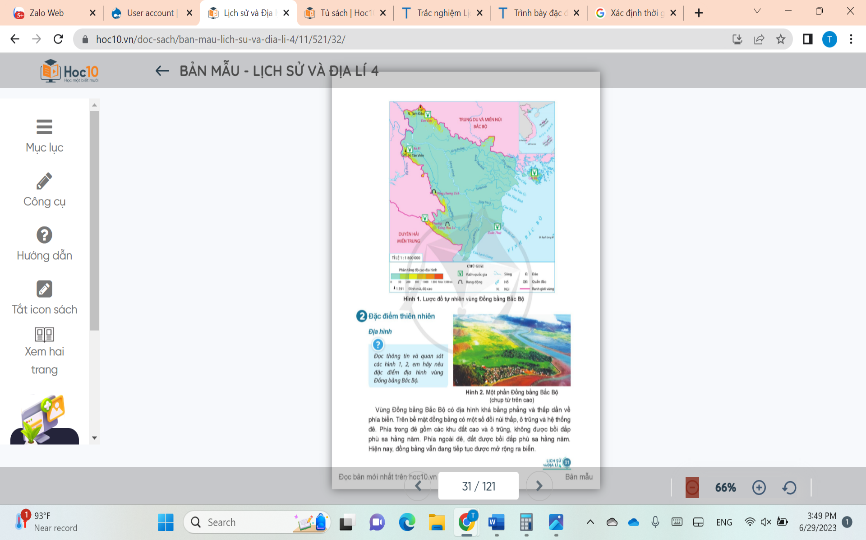 Zalo Web
User account
Lịch sử và Địa
Tủ sách | Hoc1
Trắc nghiệm Lị
Trình bày đặc đ
Xác định thời g
hoc10.vn/doc-sach/ban-mau-lich-su-va-dia-li-4/11/521/32/
Hoc10
BẢN MẪU - LỊCH SỬ VÀ ĐỊA LÍ 4
Mục lục
Công cụ
Hướng dẫn
Tắt icon sách
Xem hai
trang
TRUNG DU VÀ MIỀN NÚI
BẮC BỘ
DUYÊN HẢI
MIỀN TRUNG
VỊNH BẮC BỘ
Hình 1. Lược đồ tự nhiên vùng Đồng bằng Bắc Bộ
2 Đặc điểm thiên nhiên
Địa hình
?
Đọc thông tin và quan sát
các hình 1, 2, em hãy nêu
đặc điểm địa hình vùng
Đồng bằng Bắc Bộ.
Hình 2. Một phần Đồng bằng Bắc Bộ
(chụp từ trên cao)
Vùng Đồng bằng Bắc Bộ có địa hình khá bằng phẳng và thấp dần về
phía biển. Trên bề mặt đồng bằng có một số đồi núi thấp, ô trũng và hệ thống
đê. Phía trong đê gồm các khu đất cao và ô trũng, không được bồi đắp
phù sa hằng năm. Phía ngoài đê, đất được bồi đắp phù sa hằng năm.
Hiện nay, đồng bằng vẫn đang tiếp tục được mở rộng ra biển.
Đọc bản mới nhất trên hoc10.vn
31 / 121
Bản mẫu
66%
93°F
Near record
Search
ENG
3:49 PM
6/29/2023